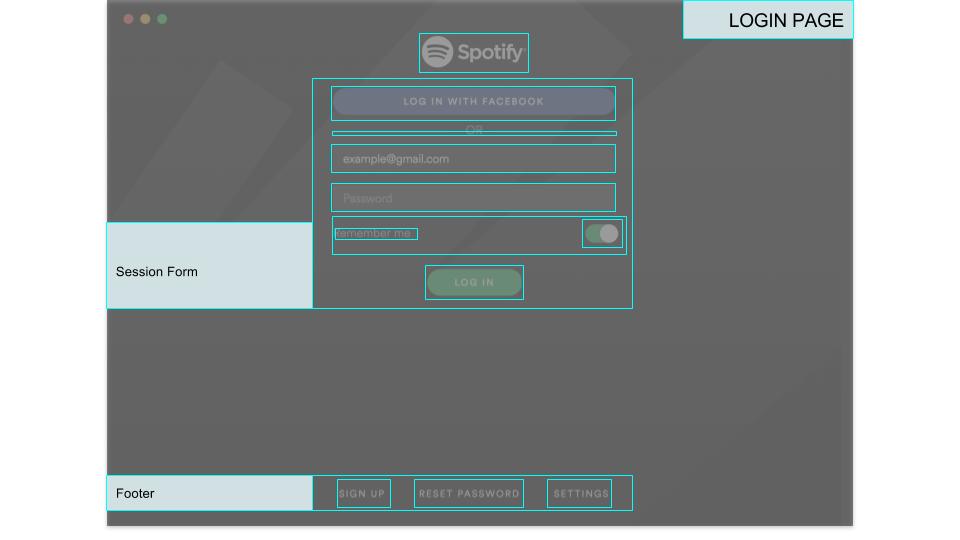 LOGIN PAGE
Spotify
LOG IN WITH FACEBOOK
OR
example@gmail.com
Password
Remember me
Session Form
LOG IN
Footer
SIGN UP
RESET PASSWORD
SETTINGS